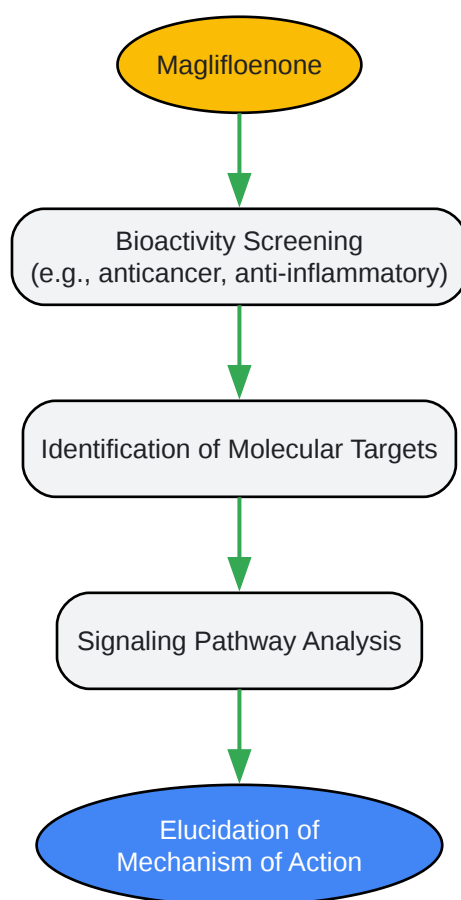 Maglifloenone
Bioactivity Screening
(e.g., anticancer, anti-inflammatory)
Identification of Molecular Targets
Signaling Pathway Analysis
Elucidation of
Mechanism of Action